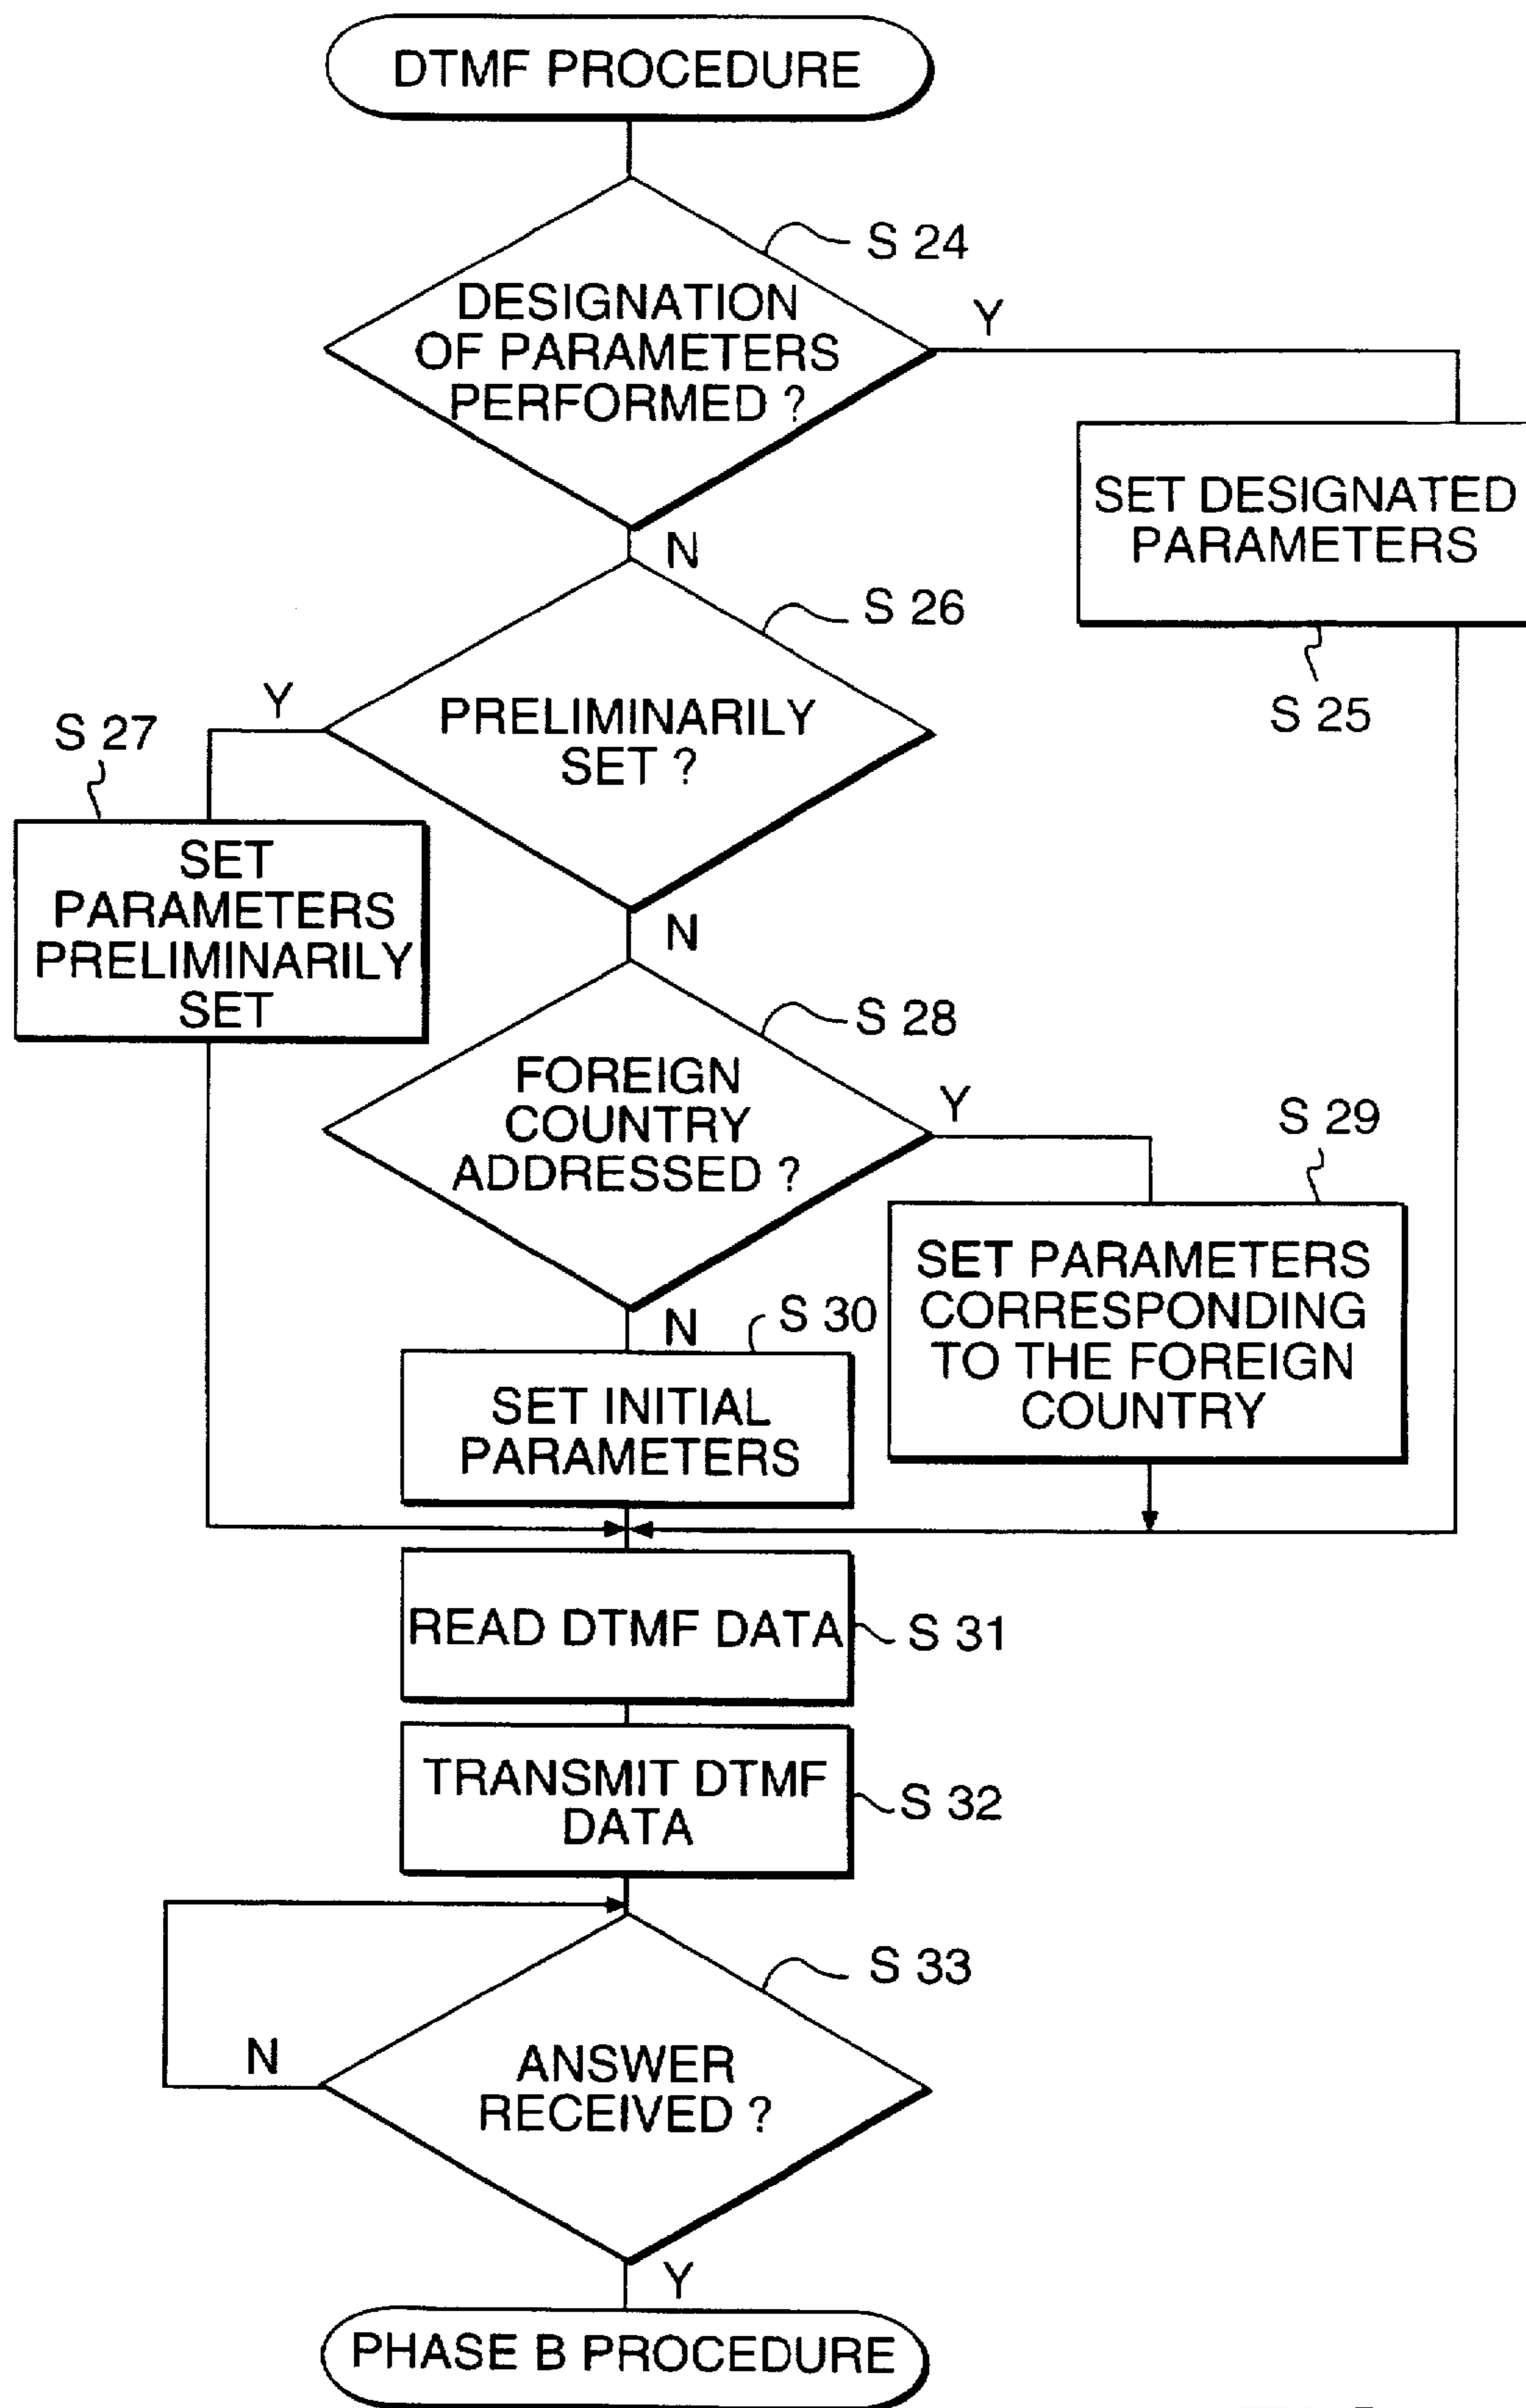 DTMF PROCEDURE
S 24
DESIGNATION
OF PARAMETERS
PERFORMED ?
Y
N
SET DESIGNATED
PARAMETERS
S 25
S 26
PRELIMINARILY
SET ?
Y
N
S 27
SET
PARAMETERS
PRELIMINARILY
SET
S 28
FOREIGN
COUNTRY
ADDRESSED ?
Y
N
S 29
SET PARAMETERS
CORRESPONDING
TO THE FOREIGN
COUNTRY
S 30
SET INITIAL
PARAMETERS
READ DTMF DATA
S 31
TRANSMIT DTMF
DATA
S 32
S 33
ANSWER
RECEIVED ?
N
Y
PHASE B PROCEDURE